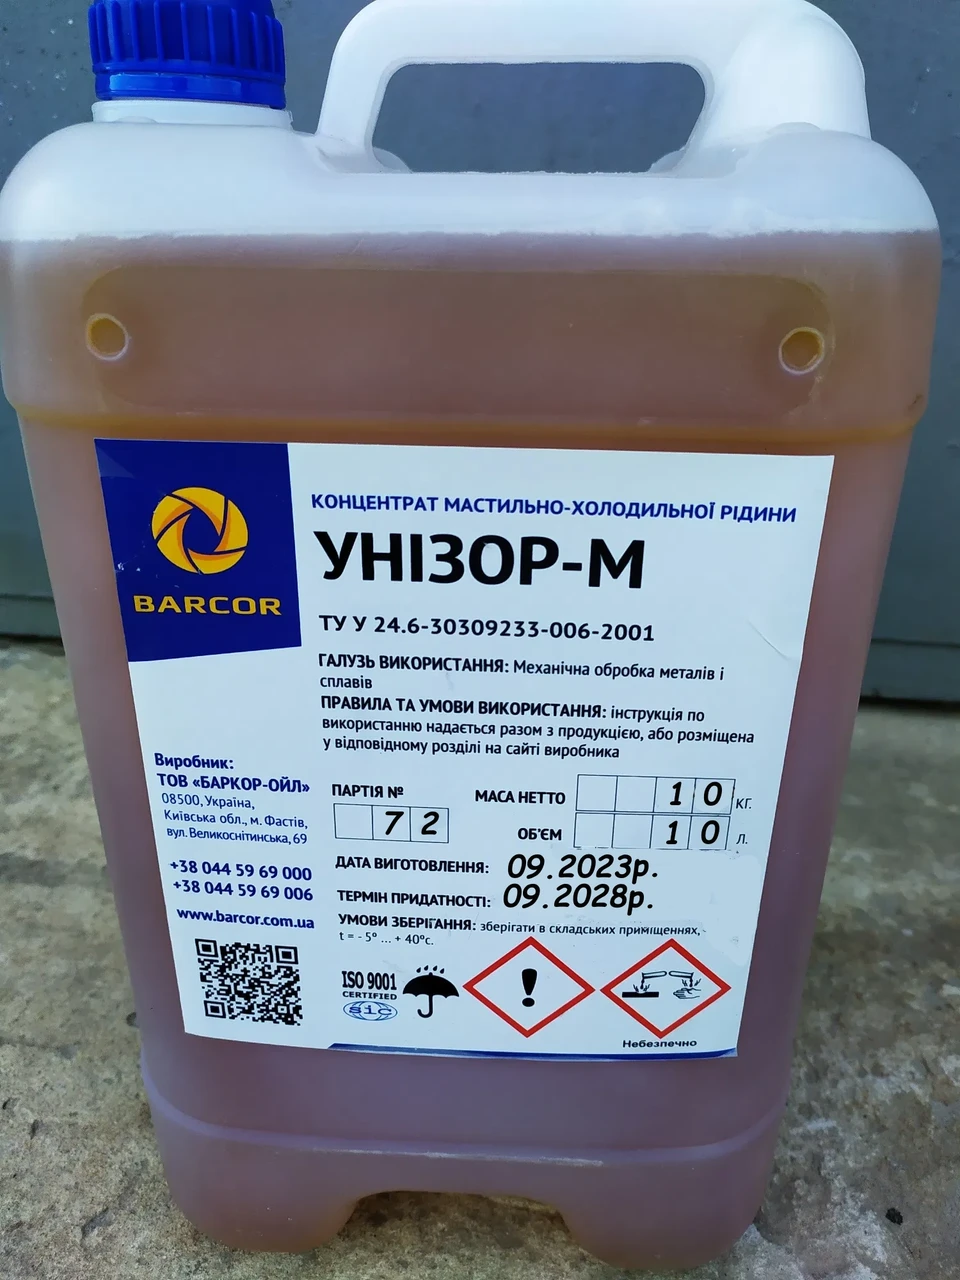 BARCOR
КОНЦЕНТРАТ МАСТИЛЬНО-ХОЛОДИЛЬНОЇ РІДИНИ
УНІЗОР-М
ТУ У 24.6-30309233-006-2001
ГАЛУЗЬ ВИКОРИСТАННЯ: Механічна обробка металів і
сплавів
ПРАВИЛА ТА УМОВИ ВИКОРИСТАННЯ: інструкція по
використанню надається разом з продукцією, або розміщена
у відповідному розділі на сайті виробника
Виробник:
ТОВ «БАРКОР-ОЙЛ»
08500, Україна,
Київська обл., м. Фастів,
вул. Великоснітинська, 69
+38 044 59 69 000
+38 044 59 69 006
www.barcor.com.ua
ПАРТІЯ №
72
МАСА НЕТТО 10 КГ.
ОБ'ЄМ 10 Л.
ДАТА ВИГОТОВЛЕННЯ: 09.2023р.
ТЕРМІН ПРИДАТНОСТІ: 09.2028р.
УМОВИ ЗБЕРІГАННЯ: зберігати в складських приміщеннях,
t = - 5° ... + 40°с.
ISO 9001
CERTIFIED
SIC
Небезпечно